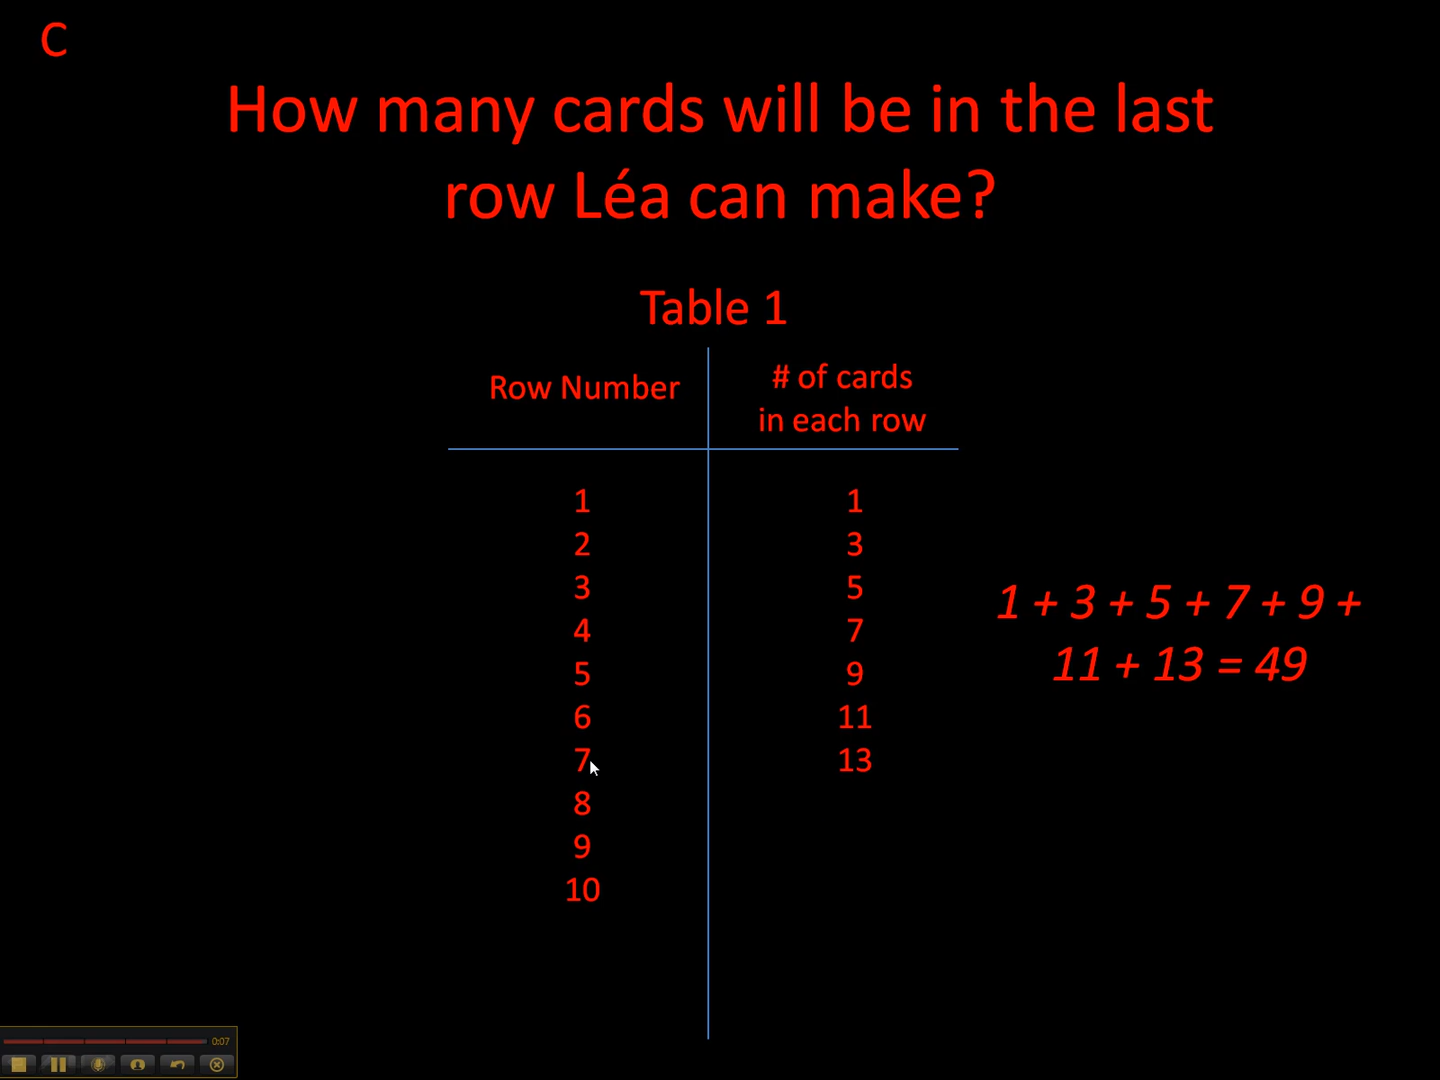 C
How many cards will be in the last
row Léa can make?
Table 1
Row Number
# of cards
in each row
1 1
2 3
3 5
4 7
5 9
6 11
7 13
8
9
10
1 + 3 + 5 + 7 + 9 +
11 + 13 = 49
0:07